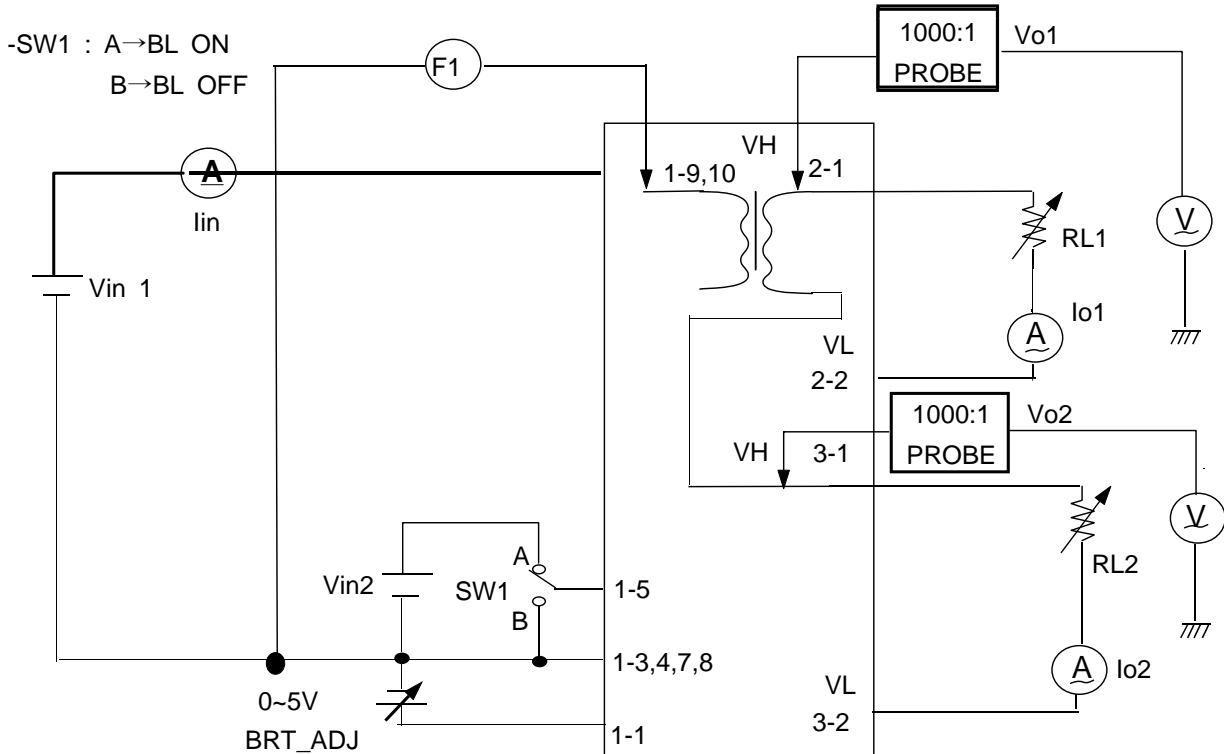 -SW1 : A→BL ON
B→BL OFF
F1
1000:1
PROBE
Vo1
A
Iin
VH
1-9,10
2-1
V
RL1
Vin 1
Io1
A
VL
2-2
1000:1
PROBE
Vo2
VH
3-1
V
RL2
Vin2
SW1
A
B
1-5
1-3,4,7,8
A
Io2
0~5V
BRT_ADJ
VL
3-2
1-1